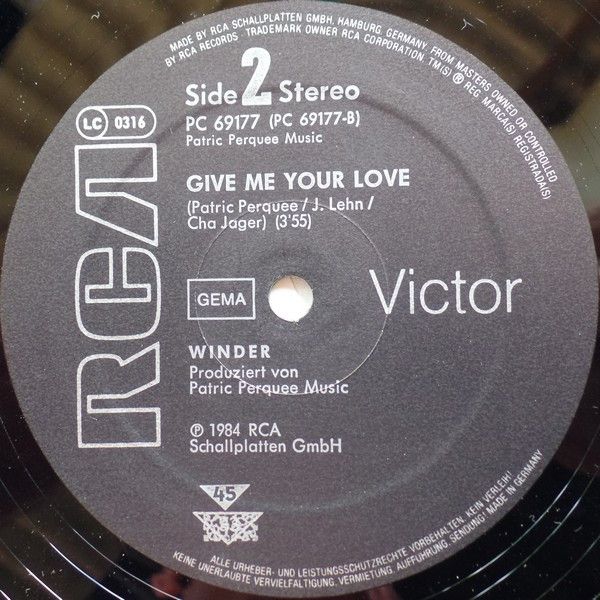 MADE BY RCA SCHALLPLATTEN GMBH, HAMBURG, GERMANY, FROM MASTERS OWNED OR CONTROLLED
BY RCA RECORDS · TRADEMARK OWNER RCA CORPORATION. TM(S) ® REG. MARCA(S) REGISTRADA(S)
Side 2 Stereo
LC 0316
PC 69177 (PC 69177-B)
Patric Perquee Music
RCA
GIVE ME YOUR LOVE
(Patric Perquee / J. Lehn /
Cha Jager) (3'55)
GEMA
Victor
WINDER
Produziert von
Patric Perquee Music
℗ 1984 RCA
Schallplatten GmbH
45
ALLE URHEBER- UND LEISTUNGSSCHUTZRECHTE VORBEHALTEN. KEIN VERLEIH!
KEINE UNERLAUBTE VERVIELFÄLTIGUNG, VERMIETUNG, AUFFÜHRUNG, SENDUNG! MADE IN GERMANY